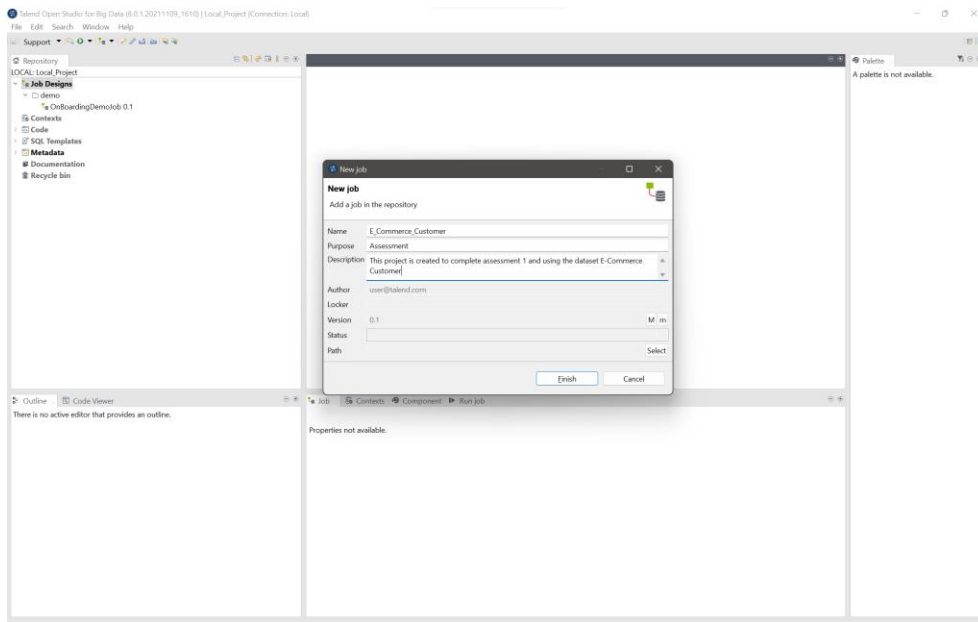 Talend Open Studio for Big Data (8.0.1.20211109_1610) | Local_Project (Connection: Local)
File Edit Search Window Help
Support
Repository
LOCAL: Local_Project
Job Designs
demo
OnBoardingDemoJob 0.1
Contexts
Code
SQL Templates
Metadata
Documentation
Recycle bin
Palette
A palette is not available.
New job
New job
Add a job in the repository
Name E_Commerce_Customer
Purpose Assessment
Description This project is created to complete assessment 1 and using the dataset E-Commerce
Customer
Author user@talend.com
Locker
Version 0.1 M m
Status
Path Select
Finish Cancel
Outline Code Viewer
There is no active editor that provides an outline.
Job Contexts Component Run job
Properties not available.